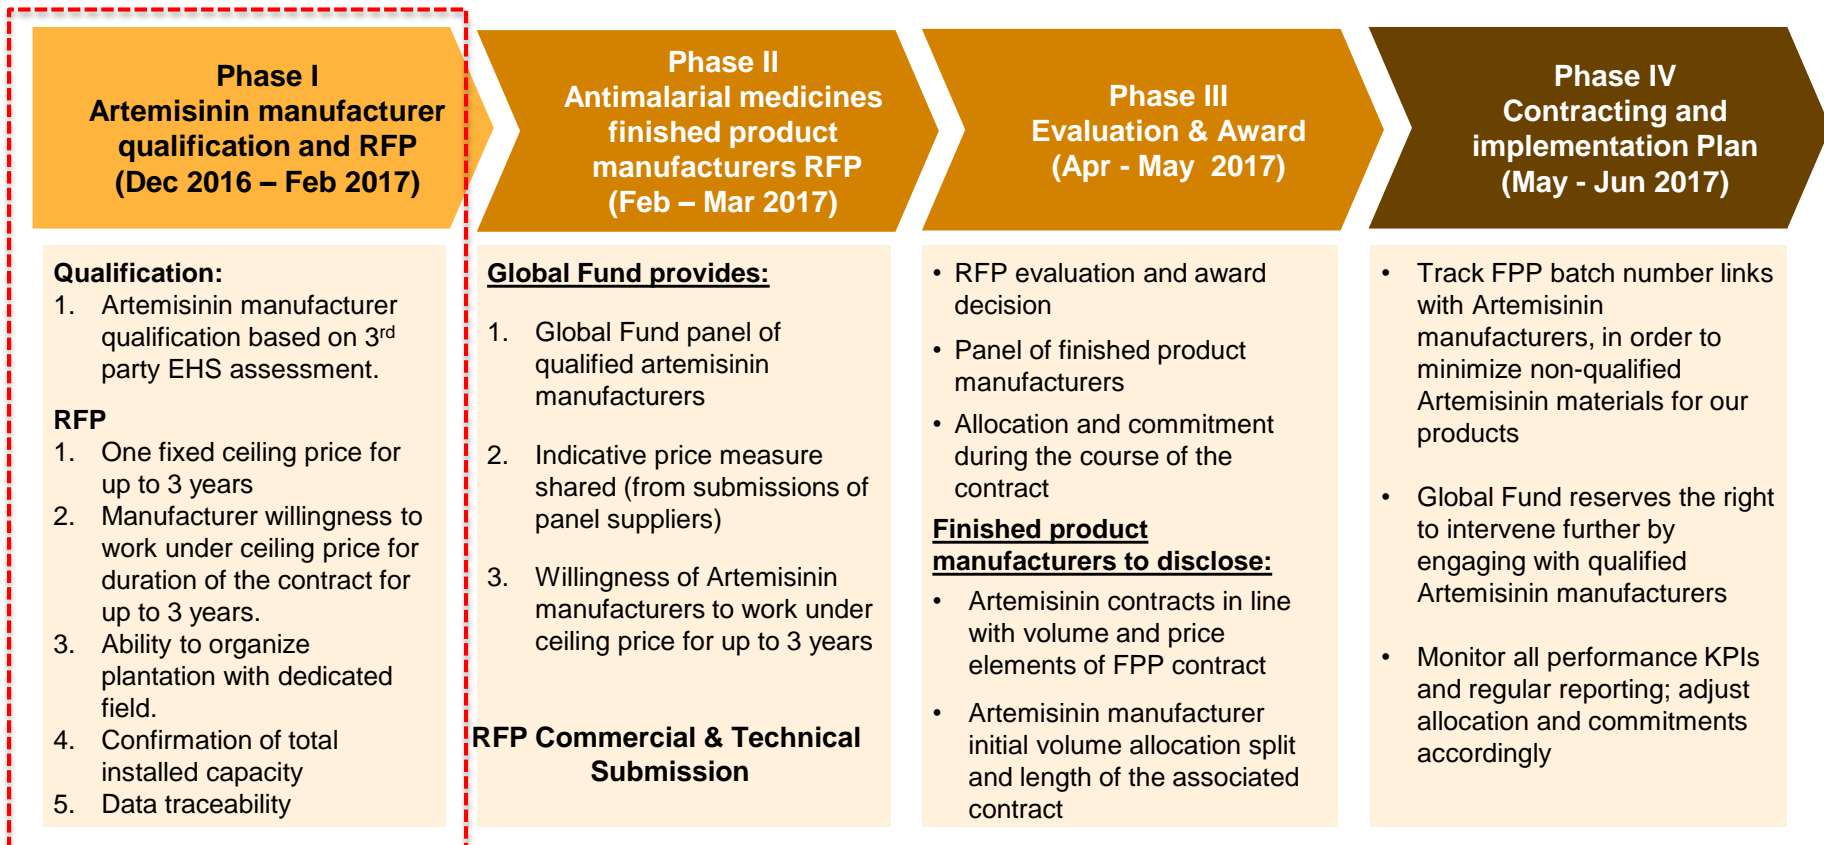 Phase I
Artemisinin manufacturer
qualification and RFP
(Dec 2016 – Feb 2017)
Qualification:
1. Artemisinin manufacturer
qualification based on 3rd
party EHS assessment.
RFP
1. One fixed ceiling price for
up to 3 years
2. Manufacturer willingness to
work under ceiling price for
duration of the contract for
up to 3 years.
3. Ability to organize
plantation with dedicated
field.
4. Confirmation of total
installed capacity
5. Data traceability
Phase II
Antimalarial medicines
finished product
manufacturers RFP
(Feb – Mar 2017)
Global Fund provides:
1. Global Fund panel of
qualified artemisinin
manufacturers
2. Indicative price measure
shared (from submissions of
panel suppliers)
3. Willingness of Artemisinin
manufacturers to work under
ceiling price for up to 3 years
RFP Commercial & Technical
Submission
Phase III
Evaluation & Award
(Apr - May 2017)
• RFP evaluation and award
decision
• Panel of finished product
manufacturers
• Allocation and commitment
during the course of the
contract
Finished product
manufacturers to disclose:
• Artemisinin contracts in line
with volume and price
elements of FPP contract
• Artemisinin manufacturer
initial volume allocation split
and length of the associated
contract
Phase IV
Contracting and
implementation Plan
(May - Jun 2017)
• Track FPP batch number links
with Artemisinin
manufacturers, in order to
minimize non-qualified
Artemisinin materials for our
products
• Global Fund reserves the right
to intervene further by
engaging with qualified
Artemisinin manufacturers
• Monitor all performance KPIs
and regular reporting; adjust
allocation and commitments
accordingly